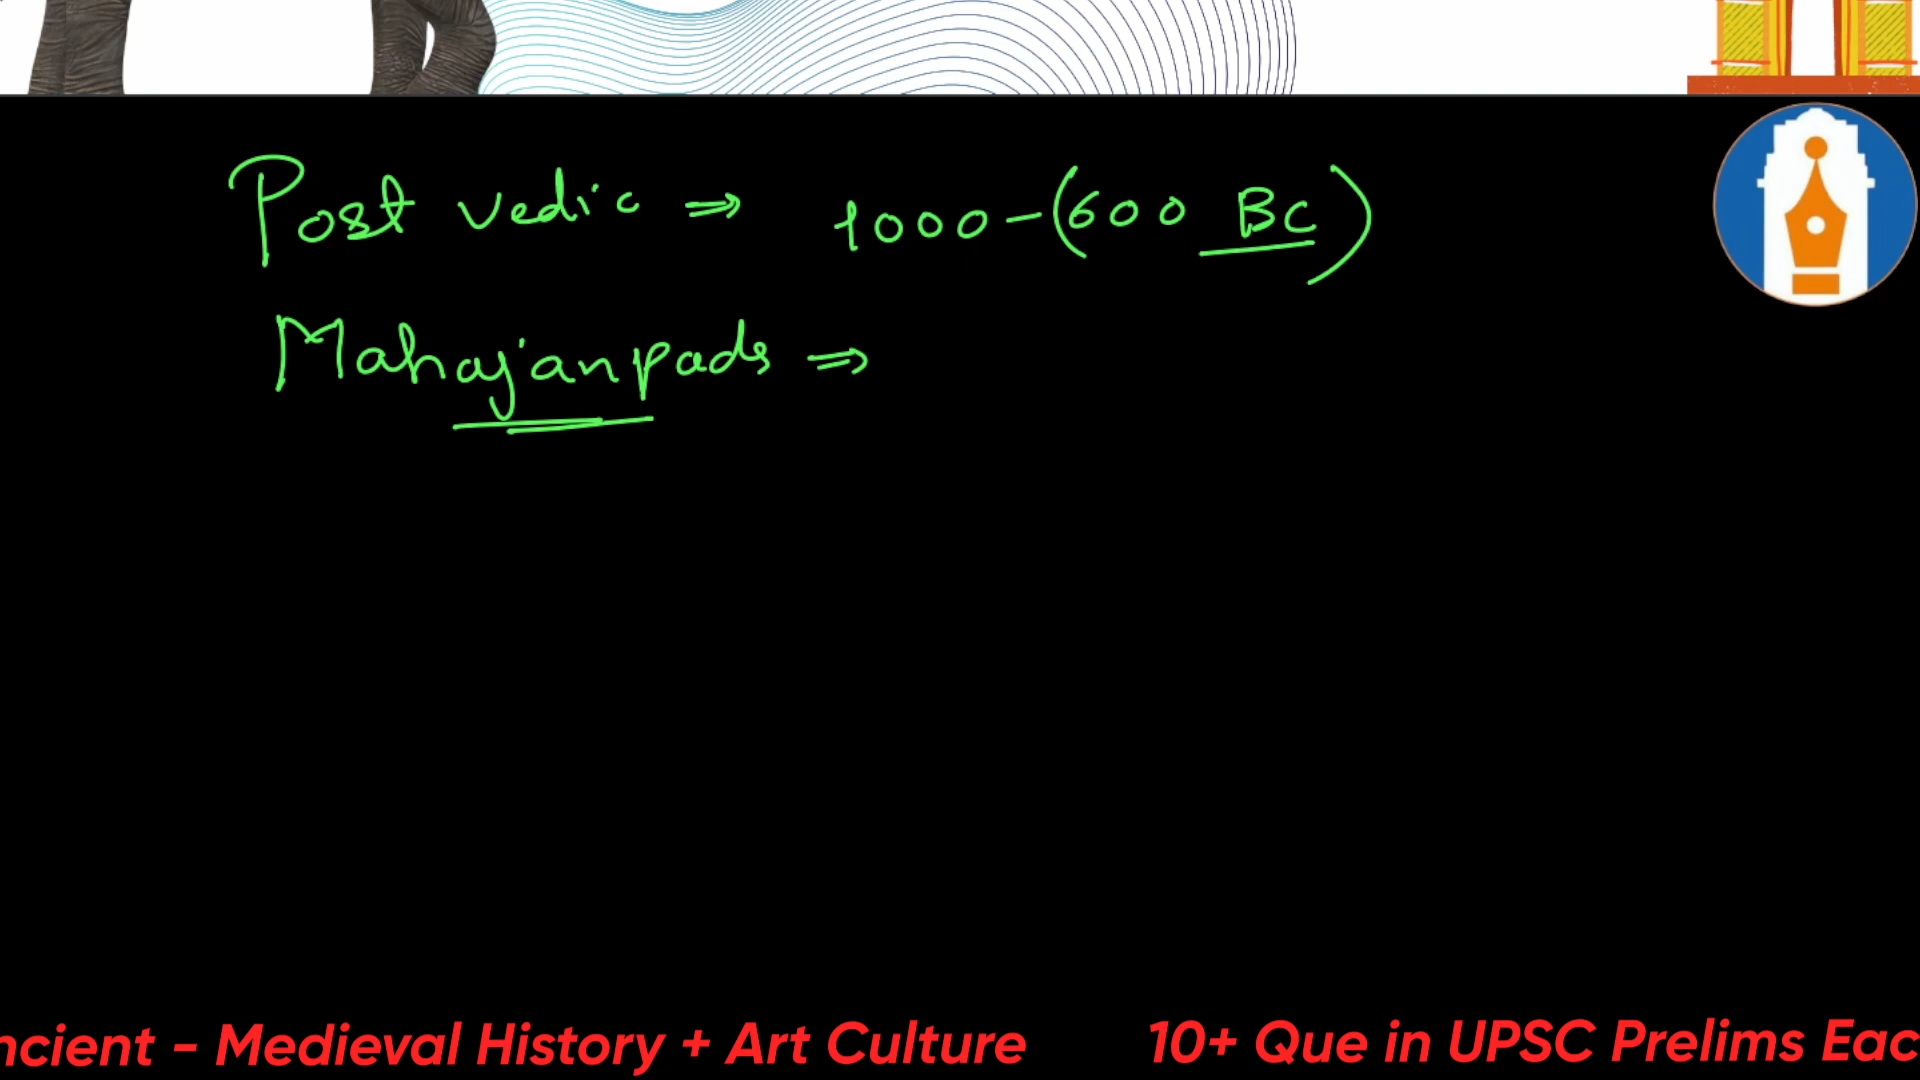 Post vedic ⇒ 1000-(600 BC)
Mahajanpads ⇒
ncient - Medieval History + Art Culture 10+ Que in UPSC Prelims Eac